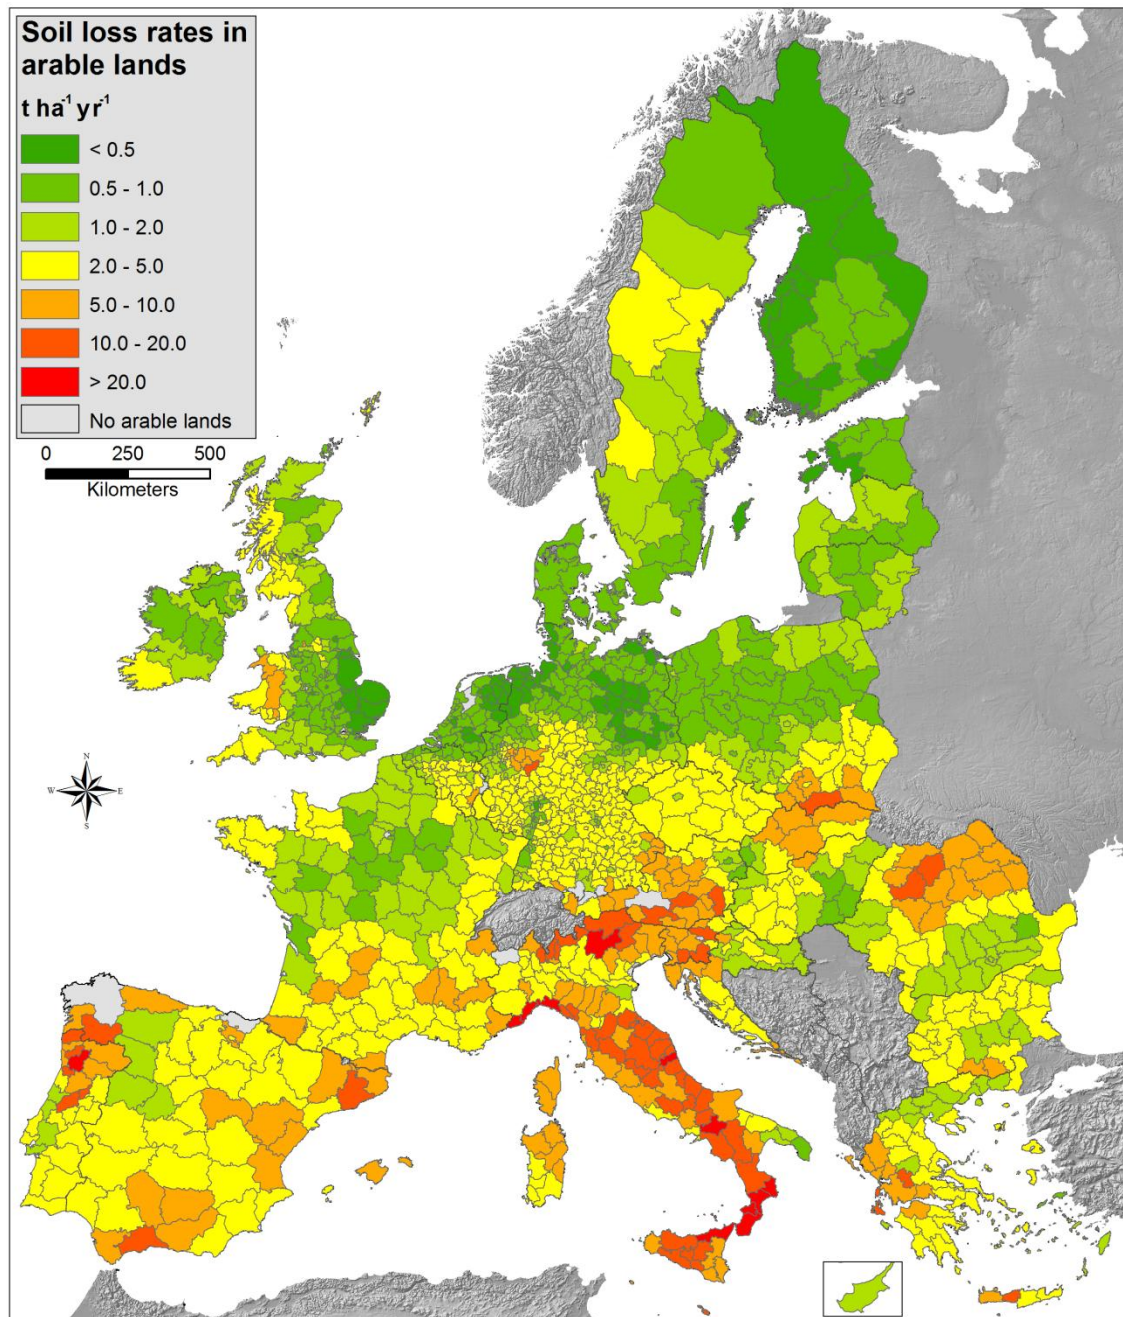 Soil loss rates in
arable lands
t ha⁻¹ yr⁻¹
< 0.5
0.5 - 1.0
1.0 - 2.0
2.0 - 5.0
5.0 - 10.0
10.0 - 20.0
> 20.0
No arable lands
0 250 500
Kilometers
N
W E
S